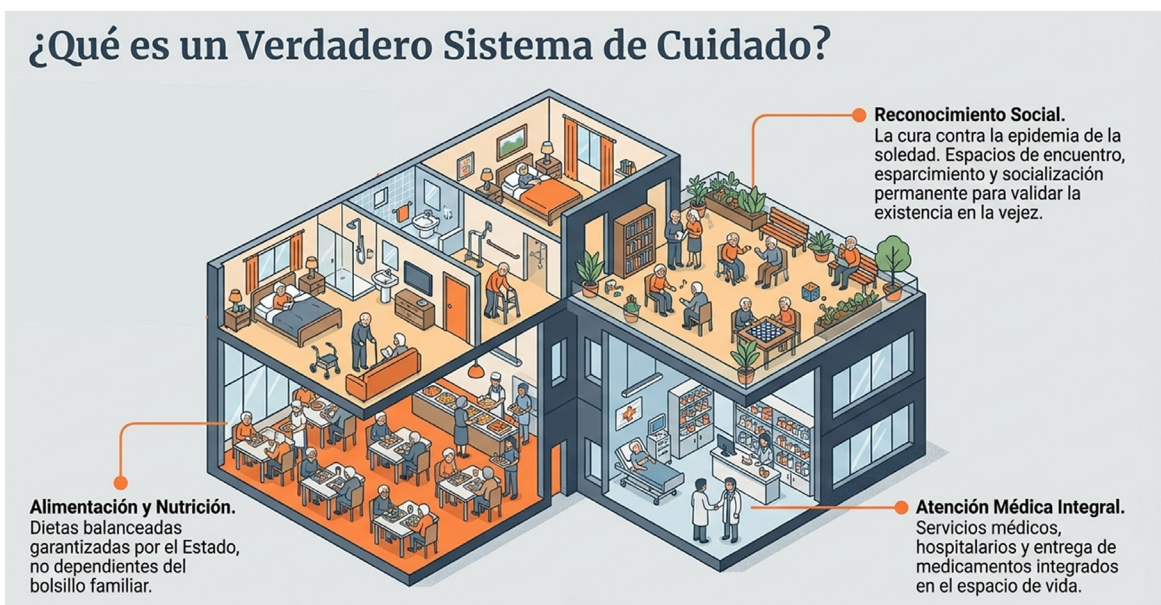 ¿Qué es un Verdadero Sistema de Cuidado?
Reconocimiento Social.
La cura contra la epidemia de la
soledad. Espacios de encuentro,
esparcimiento y socialización
permanente para validar la
existencia en la vejez.
Alimentación y Nutrición.
Dietas balanceadas
garantizadas por el Estado,
no dependientes del
bolsillo familiar.
Atención Médica Integral.
Servicios médicos,
hospitalarios y entrega de
medicamentos integrados
en el espacio de vida.